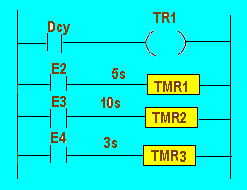 Dcy TR1
E2 5s TMR1
E3 10s TMR2
E4 3s TMR3